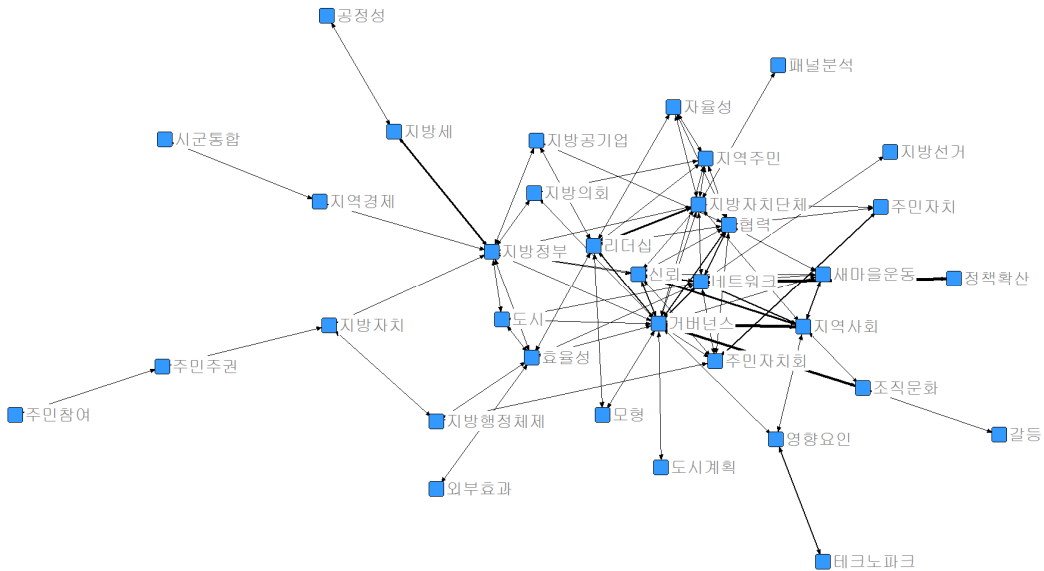 공정성
패널분석
자율성
지방세
시군통합
지방공기업
지방선거
지역주민
지방의회
지역경제
지방자치단체
주민자치
협력
리더십
지방정부
신뢰
네트워크
새마을운동
정책확산
도시
거버넌스
지방자치
지역사회
효율성
주민자치회
주민주권
조직문화
주민참여
모형
지방행정체제
갈등
영향요인
도시계획
외부효과
테크노파크